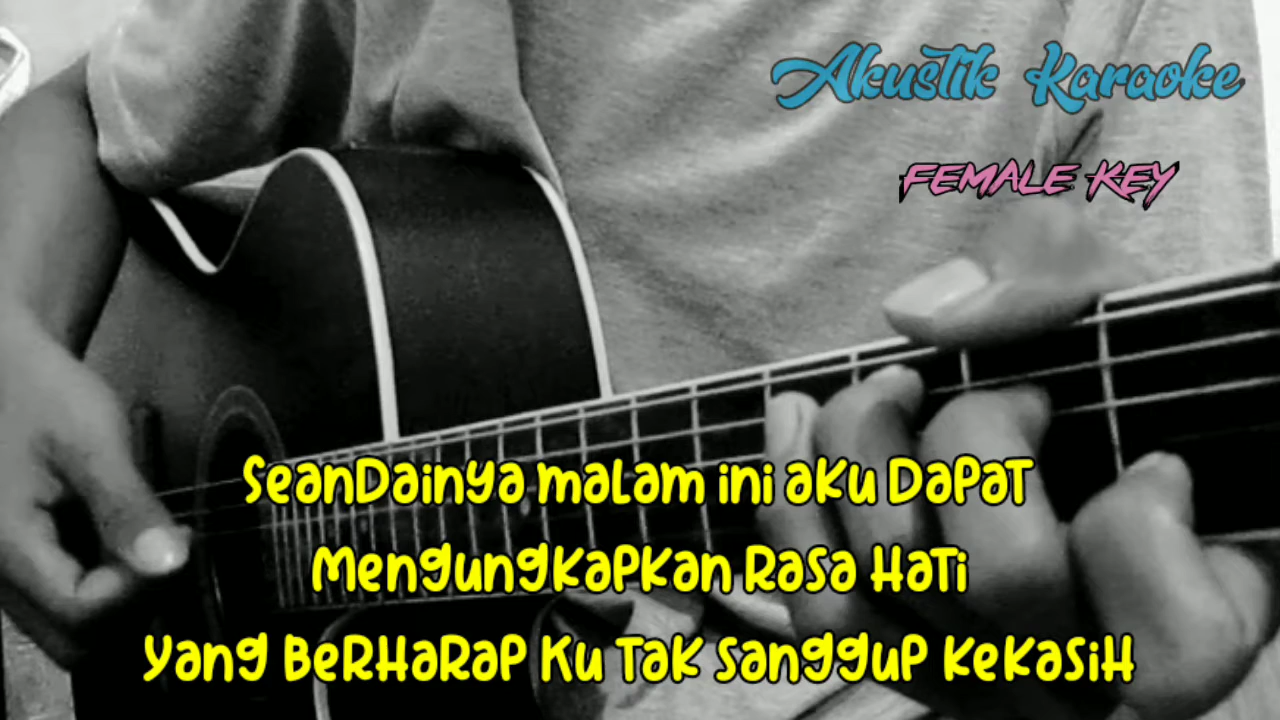 Akustik Karaoke
FEMALE KEY
Seandainya malam ini aku dapat
Mengungkapkan rasa hati
Yang berharap ku tak sanggup kekasih